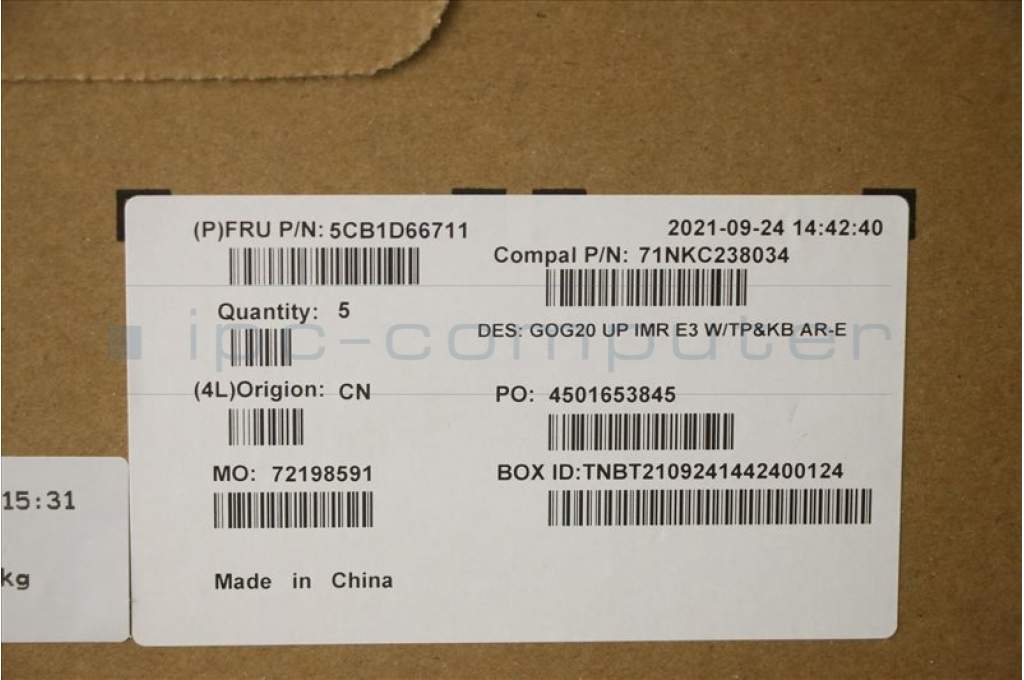 (P)FRU P/N: 5CB1D66711
2021-09-24 14:42:40
Compal P/N: 71NKC238034
Quantity: 5
DES: GOG20 UP IMR E3 W/TP&KB AR-E
ipc-computer
(4L)Origion: CN
PO: 4501653845
MO: 72198591
BOX ID:TNBT2109241442400124
15:31
kg
Made in China